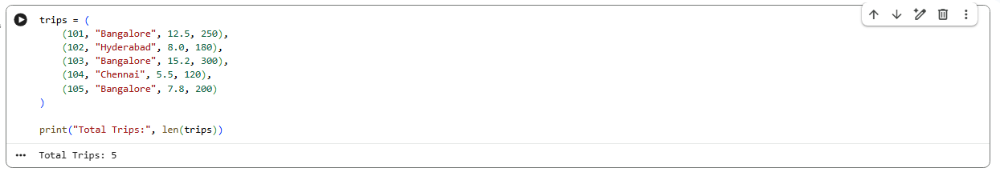 trips = (
    (101, "Bangalore", 12.5, 250),
    (102, "Hyderabad", 8.0, 180),
    (103, "Bangalore", 15.2, 300),
    (104, "Chennai", 5.5, 120),
    (105, "Bangalore", 7.8, 200)
)
print("Total Trips:", len(trips))
Total Trips: 5